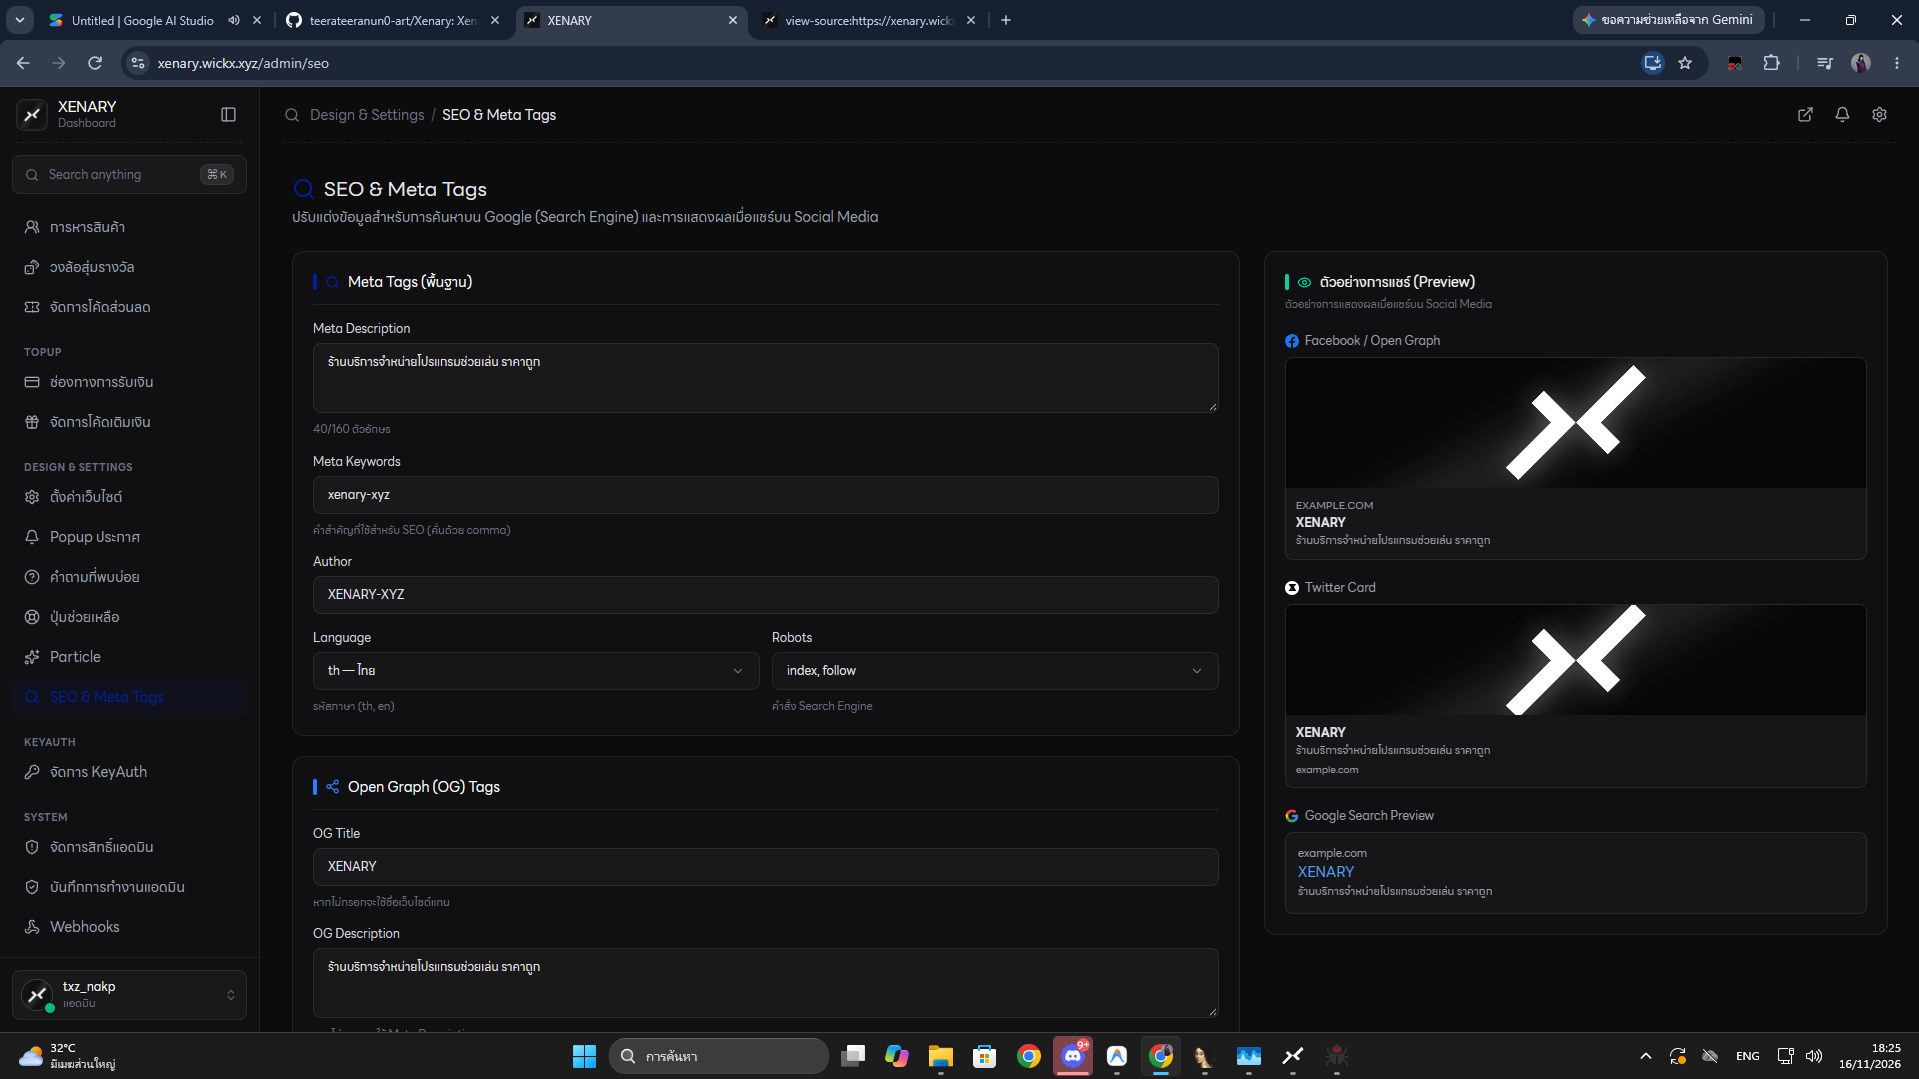 Untitled | Google AI Studio
teerateeranun0-art/Xenary: Xen
XENARY
view-source:https://xenary.wick
ขอความช่วยเหลือจาก Gemini
xenary.wickx.xyz/admin/seo
XENARY
Dashboard
Search anything
⌘ K
การหารสินค้า
วงล้อสุ่มรางวัล
จัดการโค้ดส่วนลด
TOPUP
ช่องทางการรับเงิน
จัดการโค้ดเติมเงิน
DESIGN & SETTINGS
ตั้งค่าเว็บไซต์
Popup ประกาศ
คำถามที่พบบ่อย
ปุ่มช่วยเหลือ
Particle
SEO & Meta Tags
KEYAUTH
จัดการ KeyAuth
SYSTEM
จัดการสิทธิ์แอดมิน
บันทึกการทำงานแอดมิน
Webhooks
txz_nakp
แอดมิน
Design & Settings / SEO & Meta Tags
SEO & Meta Tags
ปรับแต่งข้อมูลสำหรับการค้นหาบน Google (Search Engine) และการแสดงผลเมื่อแชร์บน Social Media
Meta Tags (พื้นฐาน)
Meta Description
ร้านบริการจำหน่ายโปรแกรมช่วยเล่น ราคาถูก
40/160 ตัวอักษร
Meta Keywords
xenary-xyz
คำสำคัญที่ใช้สำหรับ SEO (คั่นด้วย comma)
Author
XENARY-XYZ
Language
Robots
th — ไทย
index, follow
รหัสภาษา (th, en)
คำสั่ง Search Engine
Open Graph (OG) Tags
OG Title
XENARY
หากไม่กรอกจะใช้ชื่อเว็บไซต์แทน
OG Description
ร้านบริการจำหน่ายโปรแกรมช่วยเล่น ราคาถูก
ตัวอย่างการแชร์ (Preview)
ตัวอย่างการแสดงผลเมื่อแชร์บน Social Media
Facebook / Open Graph
EXAMPLE.COM
XENARY
ร้านบริการจำหน่ายโปรแกรมช่วยเล่น ราคาถูก
Twitter Card
XENARY
ร้านบริการจำหน่ายโปรแกรมช่วยเล่น ราคาถูก
example.com
Google Search Preview
example.com
XENARY
ร้านบริการจำหน่ายโปรแกรมช่วยเล่น ราคาถูก
32°C
มีเมฆส่วนใหญ่
การค้นหา
9+
ENG
18:25
16/11/2026